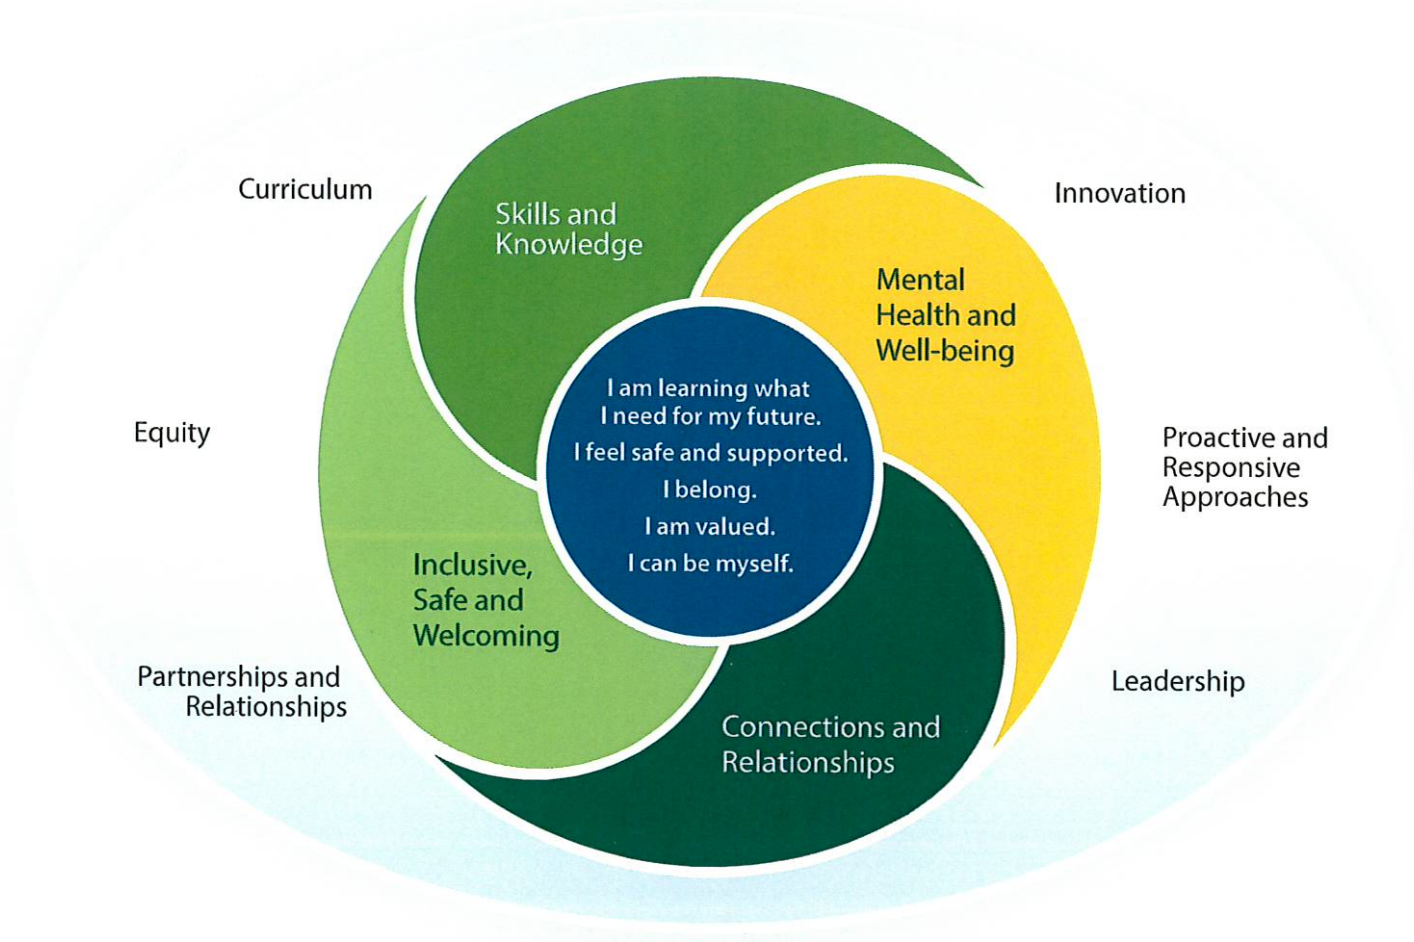 Curriculum
Innovation
Skills and
Knowledge
Mental
Health and
Well-being
I am learning what
I need for my future.
I feel safe and supported.
I belong.
I am valued.
I can be myself.
Equity
Proactive and
Responsive
Approaches
Inclusive,
Safe and
Welcoming
Partnerships and
Relationships
Leadership
Connections and
Relationships